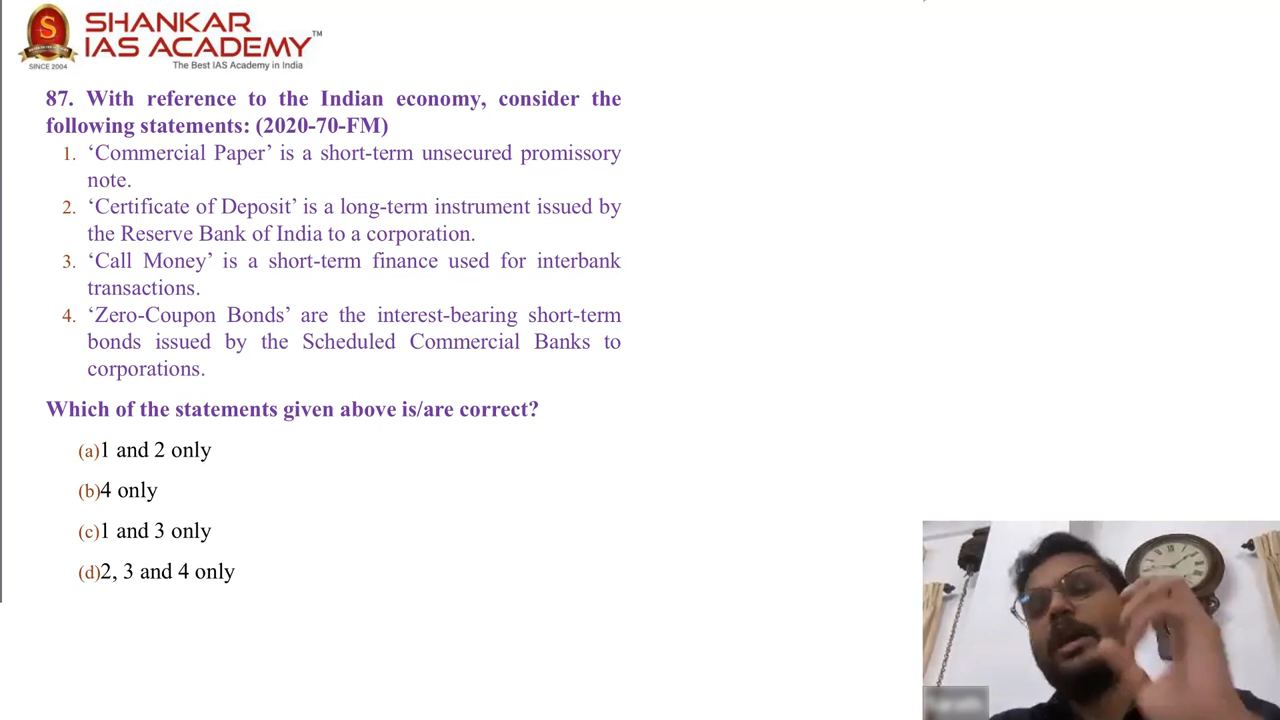 SHANKAR
IAS ACADEMY™
The Best IAS Academy in India
S
SINCE 2004
87. With reference to the Indian economy, consider the
following statements: (2020-70-FM)
1. ‘Commercial Paper’ is a short-term unsecured promissory
note.
2. ‘Certificate of Deposit’ is a long-term instrument issued by
the Reserve Bank of India to a corporation.
3. ‘Call Money’ is a short-term finance used for interbank
transactions.
4. ‘Zero-Coupon Bonds’ are the interest-bearing short-term
bonds issued by the Scheduled Commercial Banks to
corporations.
Which of the statements given above is/are correct?
(a)1 and 2 only
(b)4 only
(c)1 and 3 only
(d)2, 3 and 4 only